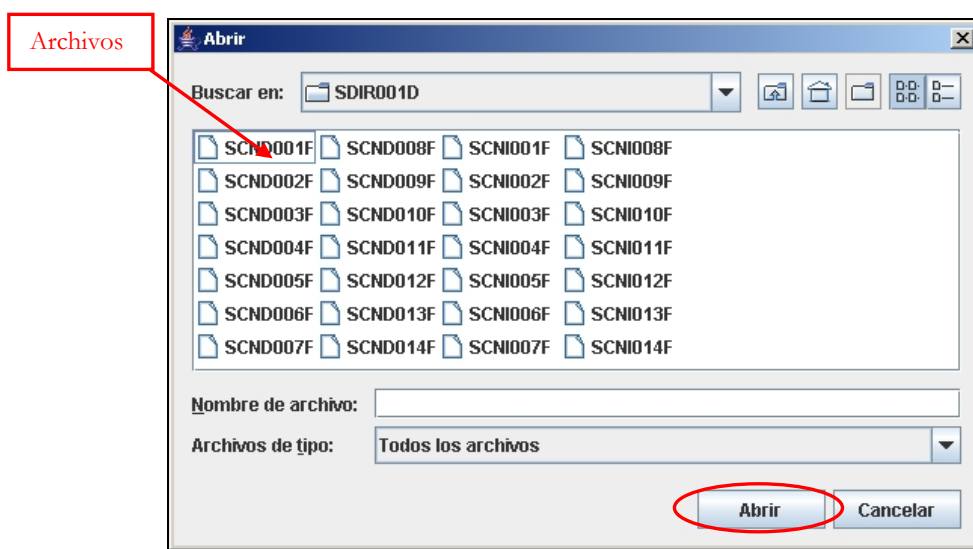 Archivos
Abrir
Buscar en: SDIR001D
SCND001F SCND008F SCNI001F SCNI008F
SCND002F SCND009F SCNI002F SCNI009F
SCND003F SCND010F SCNI003F SCNI010F
SCND004F SCND011F SCNI004F SCNI011F
SCND005F SCND012F SCNI005F SCNI012F
SCND006F SCND013F SCNI006F SCNI013F
SCND007F SCND014F SCNI007F SCNI014F
Nombre de archivo:
Archivos de tipo: Todos los archivos
Abrir Cancelar